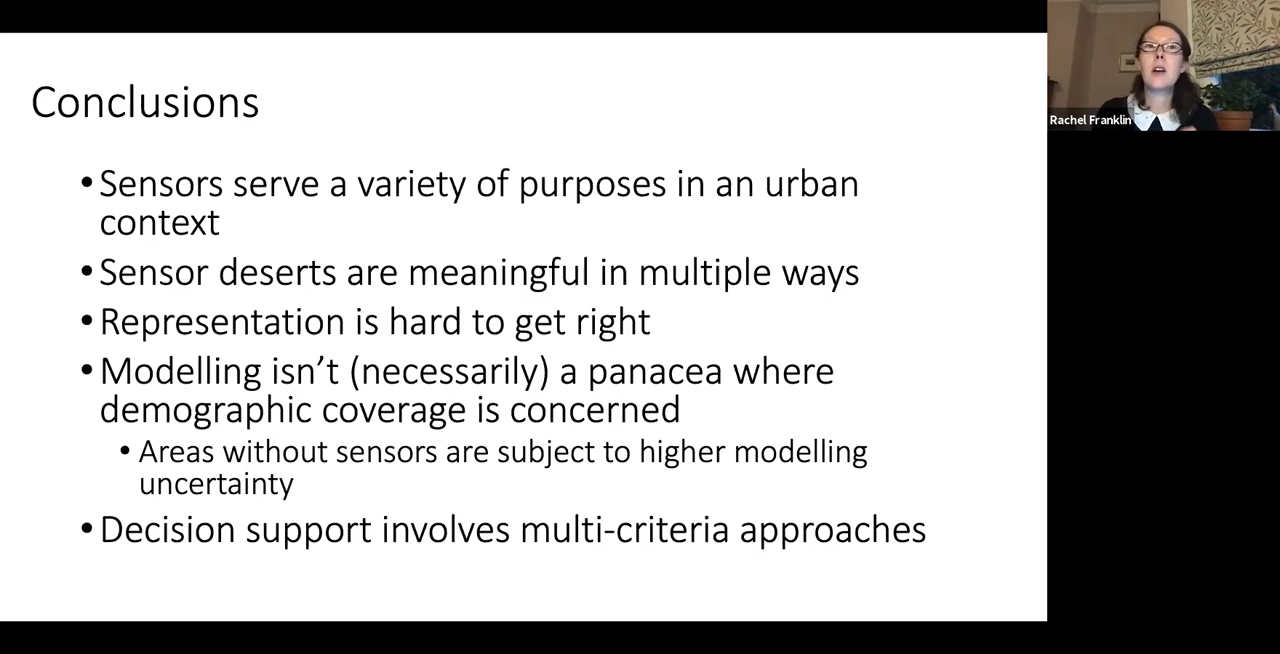 Conclusions
•Sensors serve a variety of purposes in an urban
context
•Sensor deserts are meaningful in multiple ways
•Representation is hard to get right
•Modelling isn’t (necessarily) a panacea where
demographic coverage is concerned
•Areas without sensors are subject to higher modelling
uncertainty
•Decision support involves multi-criteria approaches
Rachel Franklin